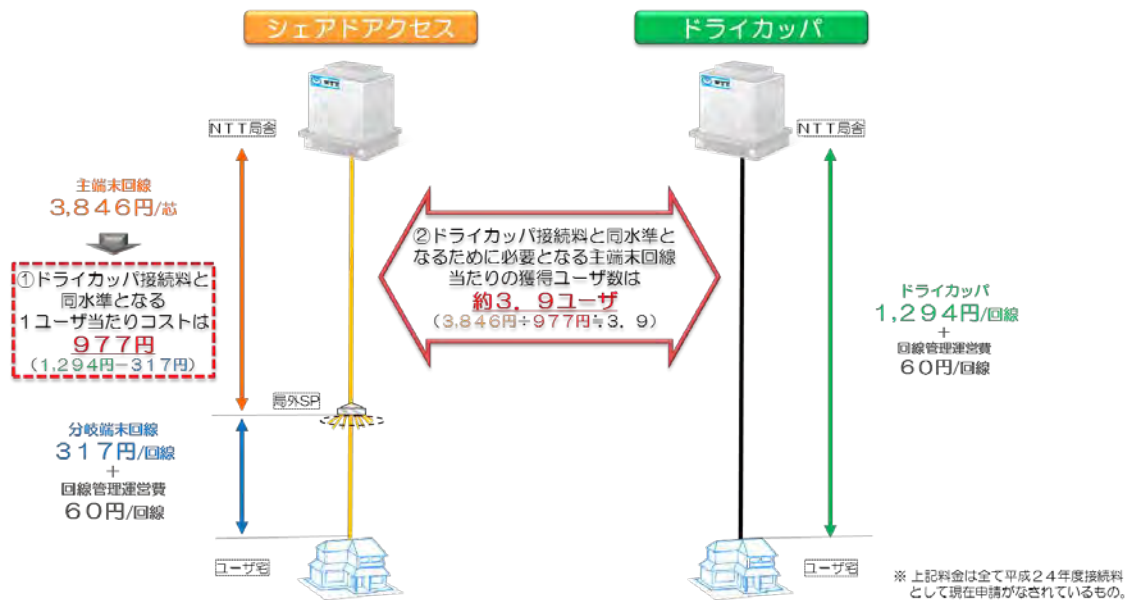 シェアドアクセス
ドライカッパ
NTT
NTT
NTT局舎
NTT局舎
主端末回線
3,846円/芯
①ドライカッパ接続料と
同水準となる
1ユーザ当たりコストは
977円
(1,294円−317円)
②ドライカッパ接続料と同水準と
なるために必要となる主端末回線
当たりの獲得ユーザ数は
約3.9ユーザ
(3,846円÷977円≒3.9)
ドライカッパ
1,294円/回線
+
回線管理運営費
60円/回線
局外SP
分岐端末回線
317円/回線
+
回線管理運営費
60円/回線
ユーザ宅
ユーザ宅
※ 上記料金は全て平成24年度接続料
として現在申請がなされているもの。